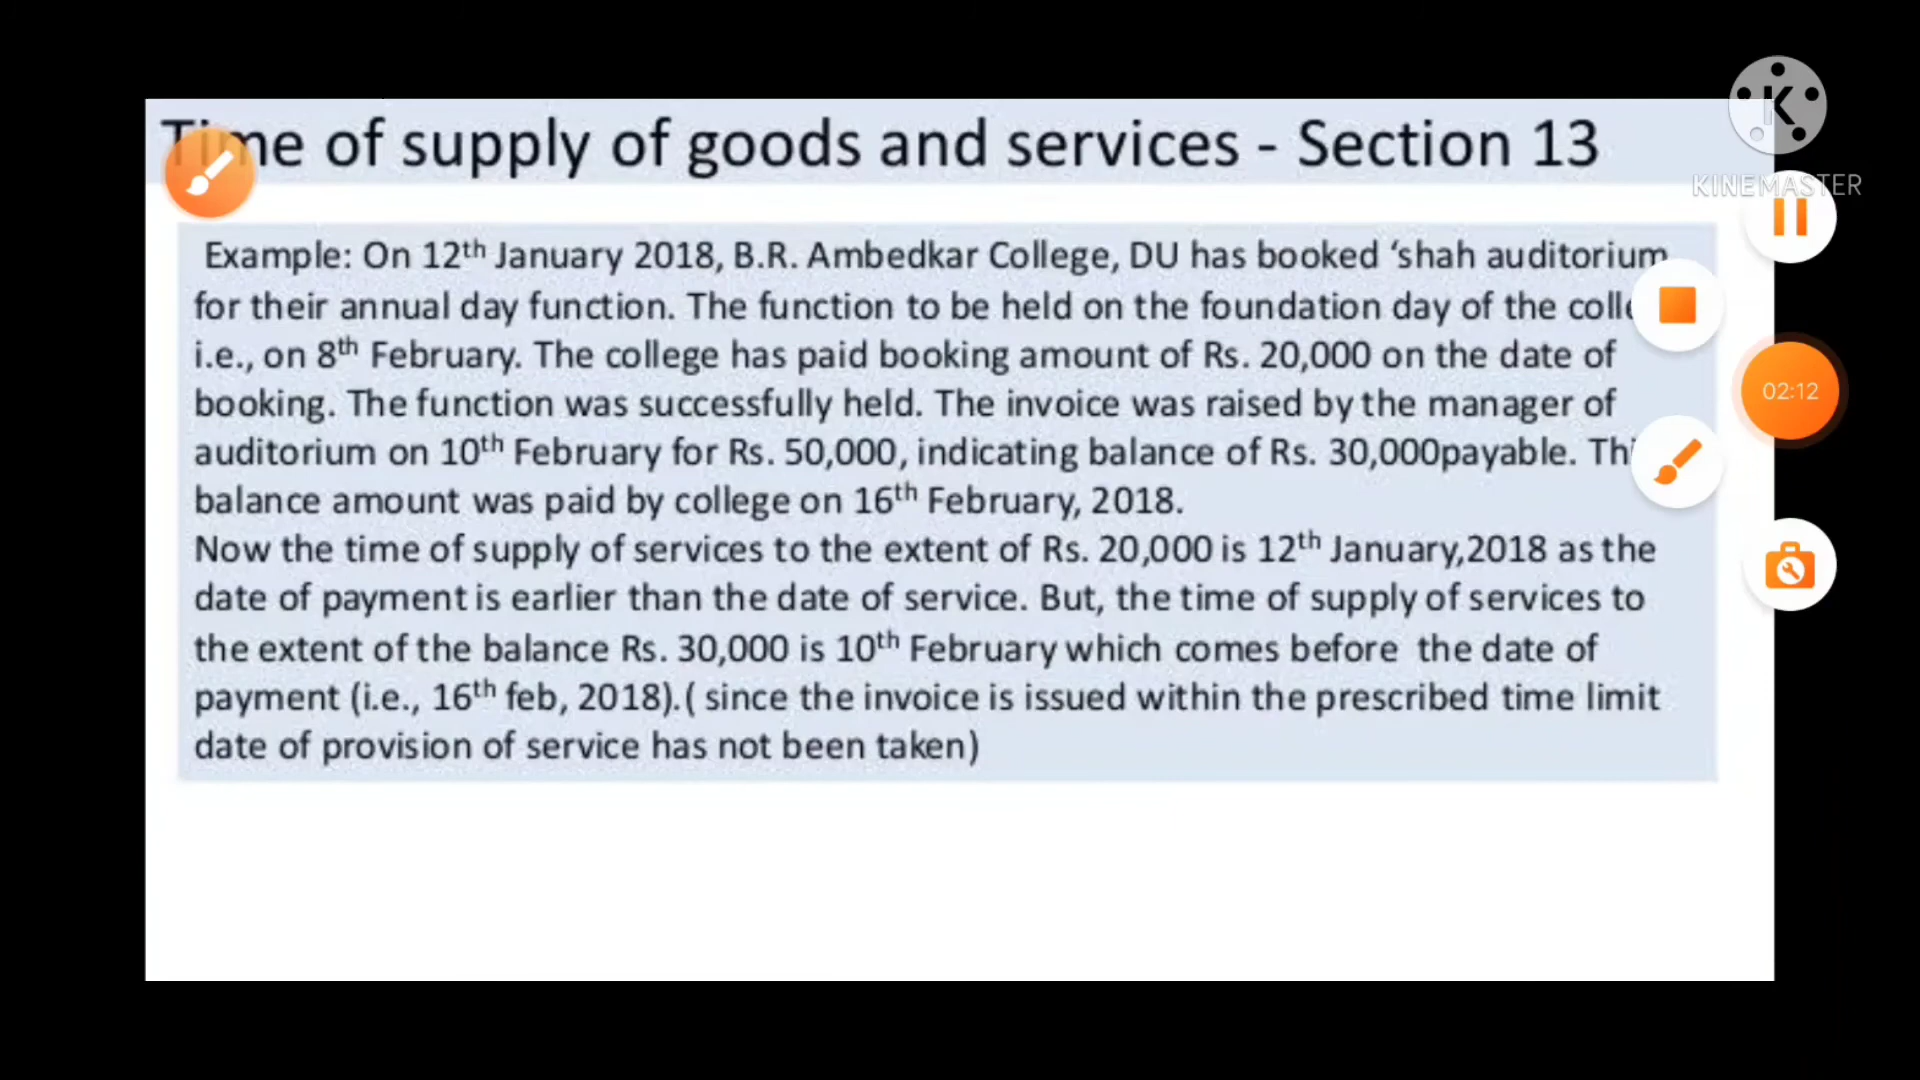 Time of supply of goods and services - Section 13
KINEMASTER
Example: On 12th January 2018, B.R. Ambedkar College, DU has booked ‘shah auditorium
for their annual day function. The function to be held on the foundation day of the
i.e., on 8th February. The college has paid booking amount of Rs. 20,000 on the date of
booking. The function was successfully held. The invoice was raised by the manager of
auditorium on 10th February for Rs. 50,000, indicating balance of Rs. 30,000payable.
balance amount was paid by college on 16th February, 2018.
Now the time of supply of services to the extent of Rs. 20,000 is 12th January,2018 as the
date of payment is earlier than the date of service. But, the time of supply of services to
the extent of the balance Rs. 30,000 is 10th February which comes before the date of
payment (i.e., 16th feb, 2018).( since the invoice is issued within the prescribed time limit
date of provision of service has not been taken)
02:12